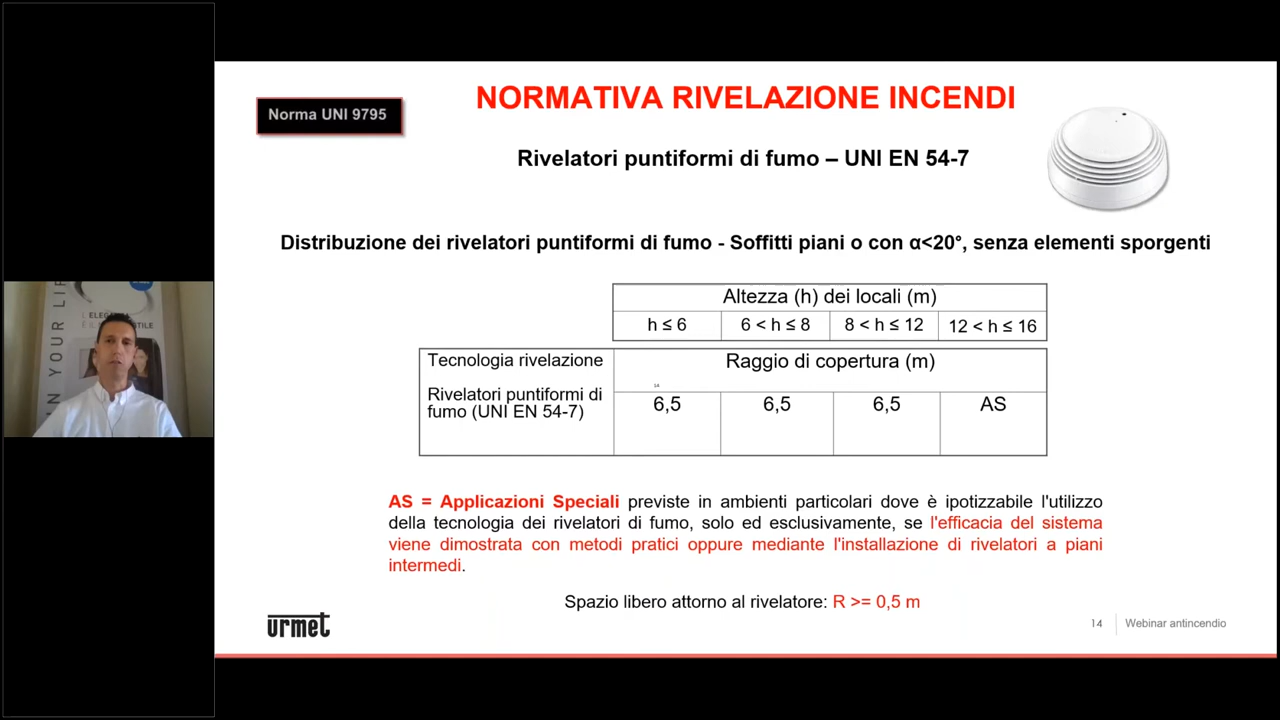 NORMATIVA RIVELAZIONE INCENDI
Norma UNI 9795
Rivelatori puntiformi di fumo – UNI EN 54-7
Distribuzione dei rivelatori puntiformi di fumo - Soffitti piani o con α<20°, senza elementi sporgenti
Altezza (h) dei locali (m)
h ≤ 6 6 < h ≤ 8 8 < h ≤ 12 12 < h ≤ 16
Tecnologia rivelazione Raggio di copertura (m)
14
Rivelatori puntiformi di
fumo (UNI EN 54-7)
6,5 6,5 6,5 AS
AS = Applicazioni Speciali previste in ambienti particolari dove è ipotizzabile l'utilizzo
della tecnologia dei rivelatori di fumo, solo ed esclusivamente, se l'efficacia del sistema
viene dimostrata con metodi pratici oppure mediante l'installazione di rivelatori a piani
intermedi.
Spazio libero attorno al rivelatore: R >= 0,5 m
urmet
14 Webinar antincendio
IN YOUR LIF